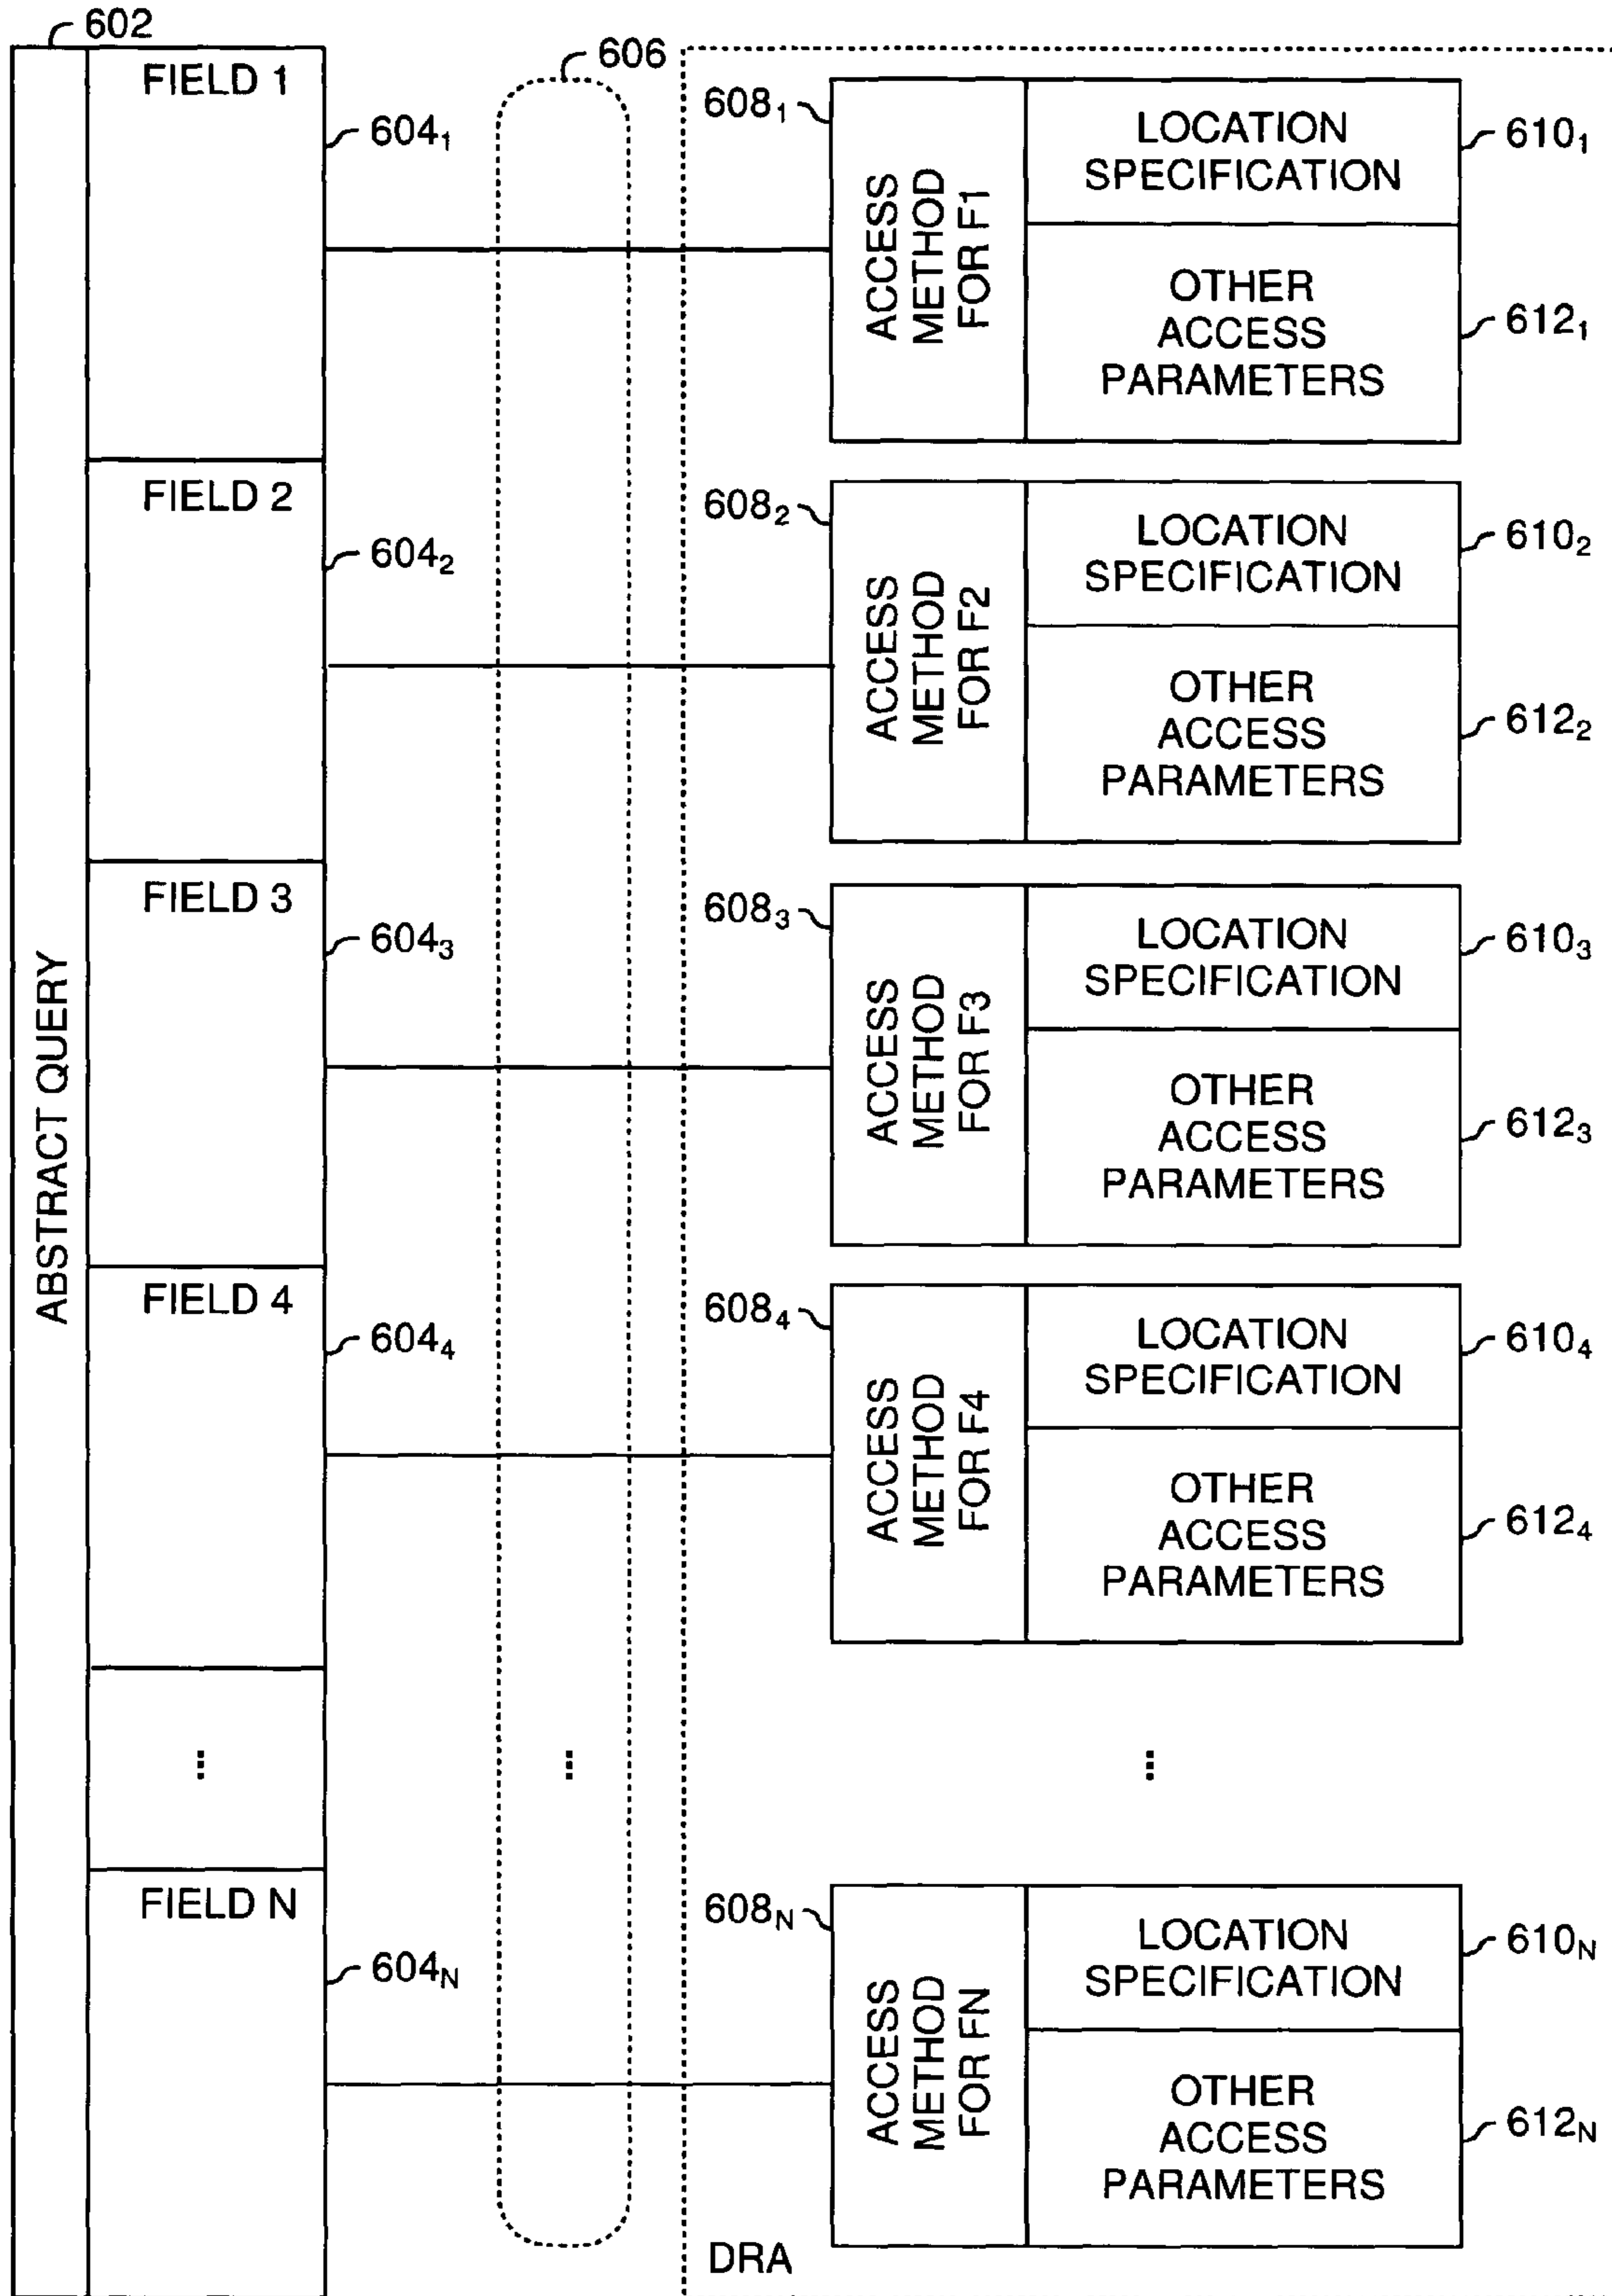 602
606
ABSTRACT QUERY
FIELD 1
604₁
608₁
ACCESS
METHOD
FOR F1
LOCATION
SPECIFICATION
610₁
OTHER
ACCESS
PARAMETERS
612₁
FIELD 2
604₂
608₂
ACCESS
METHOD
FOR F2
LOCATION
SPECIFICATION
610₂
OTHER
ACCESS
PARAMETERS
612₂
FIELD 3
604₃
608₃
ACCESS
METHOD
FOR F3
LOCATION
SPECIFICATION
610₃
OTHER
ACCESS
PARAMETERS
612₃
FIELD 4
604₄
608₄
ACCESS
METHOD
FOR F4
LOCATION
SPECIFICATION
610₄
OTHER
ACCESS
PARAMETERS
612₄
⋮ ⋮ ⋮
FIELD N
604N
608N
ACCESS
METHOD
FOR FN
LOCATION
SPECIFICATION
610N
OTHER
ACCESS
PARAMETERS
612N
DRA